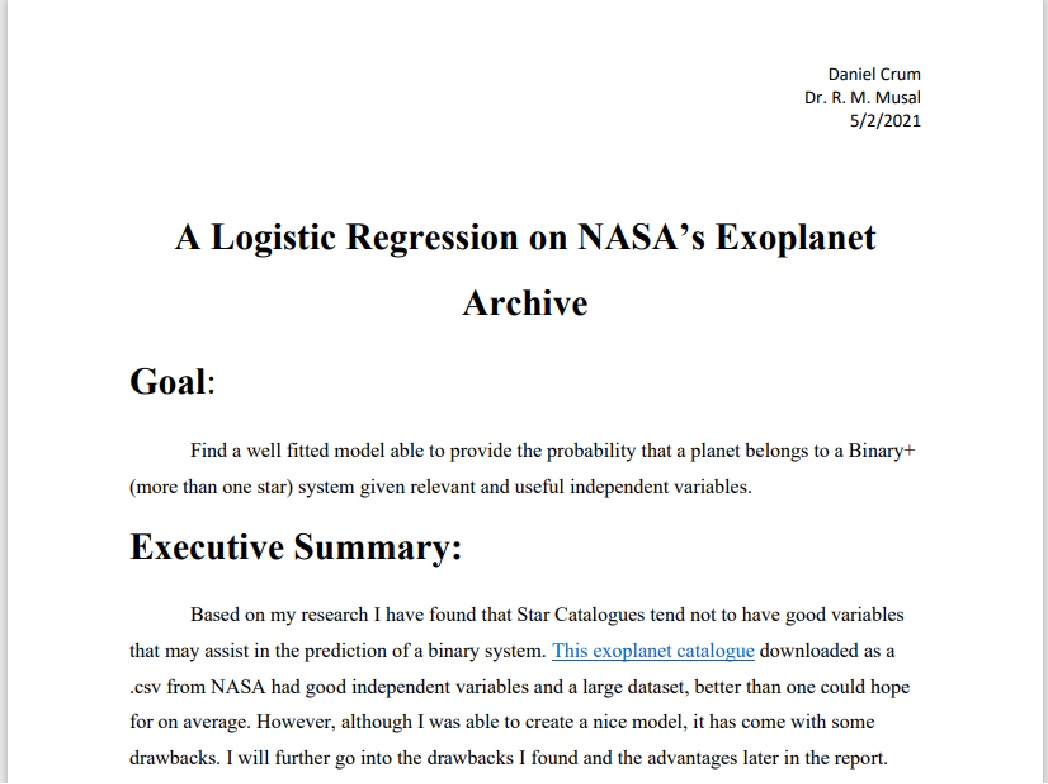 Daniel Crum
Dr. R. M. Musal
5/2/2021
A Logistic Regression on NASA’s Exoplanet
Archive
Goal:
Find a well fitted model able to provide the probability that a planet belongs to a Binary+
(more than one star) system given relevant and useful independent variables.
Executive Summary:
Based on my research I have found that Star Catalogues tend not to have good variables
that may assist in the prediction of a binary system. This exoplanet catalogue downloaded as a
.csv from NASA had good independent variables and a large dataset, better than one could hope
for on average. However, although I was able to create a nice model, it has come with some
drawbacks. I will further go into the drawbacks I found and the advantages later in the report.